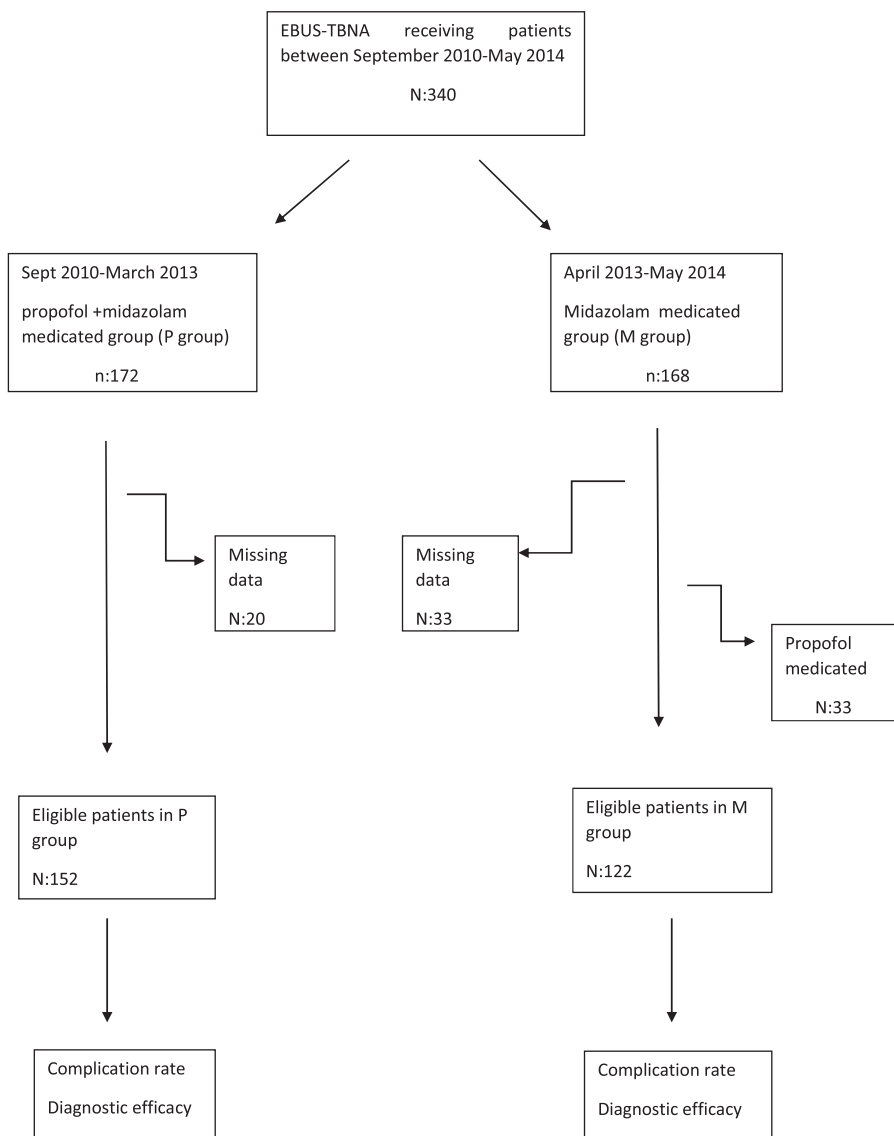 EBUS-TBNA receiving patients
between September 2010-May 2014
N:340
Sept 2010-March 2013
propofol +midazolam
medicated group (P group)
n:172
April 2013-May 2014
Midazolam medicated
group (M group)
n:168
Missing
data
N:20
Missing
data
N:33
Propofol
medicated
N:33
Eligible patients in P
group
N:152
Eligible patients in M
group
N:122
Complication rate
Diagnostic efficacy
Complication rate
Diagnostic efficacy